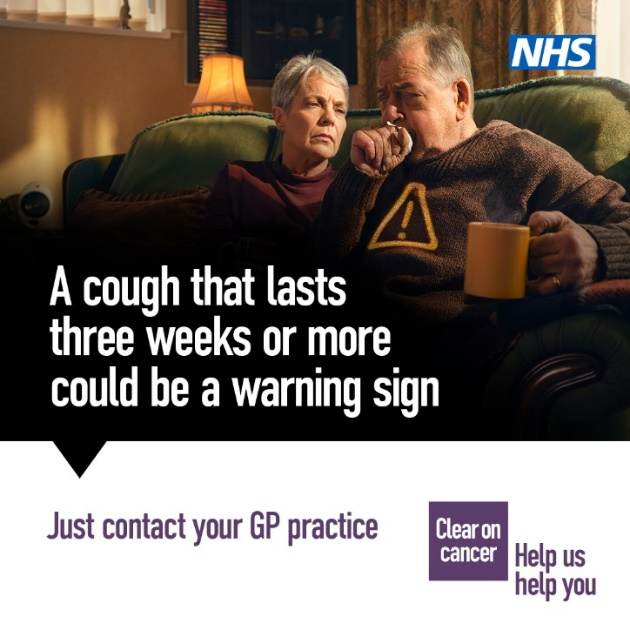 NHS
A cough that lasts
three weeks or more
could be a warning sign
Just contact your GP practice
Clear on
cancer
Help us
help you